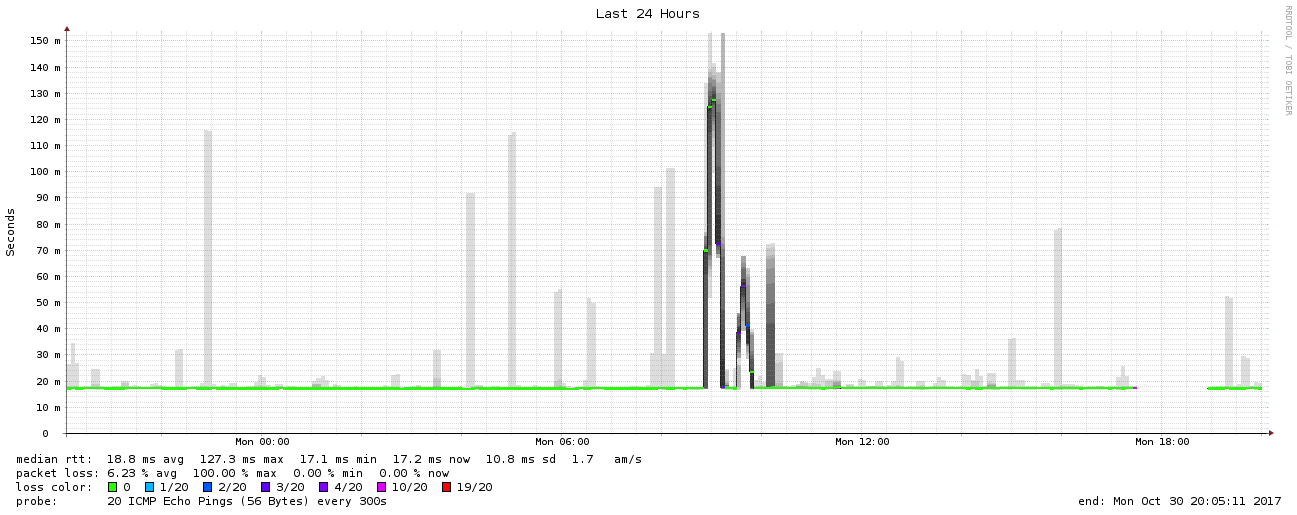 Last 24 Hours
RRDTOOL / TOBI OETIKER
Seconds
150 m
140 m
130 m
120 m
110 m
100 m
90 m
80 m
70 m
60 m
50 m
40 m
30 m
20 m
10 m
0
Mon 00:00 Mon 06:00 Mon 12:00 Mon 18:00
median rtt: 18.8 ms avg 127.3 ms max 17.1 ms min 17.2 ms now 10.8 ms sd 1.7 am/s
packet loss: 6.23 % avg 100.00 % max 0.00 % min 0.00 % now
loss color: 0 1/20 2/20 3/20 4/20 10/20 19/20
probe: 20 ICMP Echo Pings (56 Bytes) every 300s
end: Mon Oct 30 20:05:11 2017